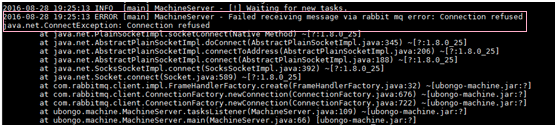 2016-08-28 19:25:13 INFO [main] MachineServer - [!] Waiting for new tasks.
2016-08-28 19:25:13 ERROR [main] MachineServer - Failed receiving message via rabbit mq error: Connection refused
java.net.ConnectException: Connection refused
at java.net.PlainSocketImpl.socketConnect(Native Method) ~[?:1.8.0_25]
at java.net.AbstractPlainSocketImpl.doConnect(AbstractPlainSocketImpl.java:345) ~[?:1.8.0_25]
at java.net.AbstractPlainSocketImpl.connectToAddress(AbstractPlainSocketImpl.java:206) ~[?:1.8.0_25]
at java.net.AbstractPlainSocketImpl.connect(AbstractPlainSocketImpl.java:188) ~[?:1.8.0_25]
at java.net.SocksSocketImpl.connect(SocksSocketImpl.java:392) ~[?:1.8.0_25]
at java.net.Socket.connect(Socket.java:589) ~[?:1.8.0_25]
at com.rabbitmq.client.impl.FrameHandlerFactory.create(FrameHandlerFactory.java:32) ~[ubongo-machine.jar:?]
at com.rabbitmq.client.ConnectionFactory.newConnection(ConnectionFactory.java:676) ~[ubongo-machine.jar:?]
at com.rabbitmq.client.ConnectionFactory.newConnection(ConnectionFactory.java:722) ~[ubongo-machine.jar:?]
at ubongo.machine.MachineServer.tasksListener(MachineServer.java:109) ~[ubongo-machine.jar:?]
at ubongo.machine.MachineServer.main(MachineServer.java:66) [ubongo-machine.jar:?]